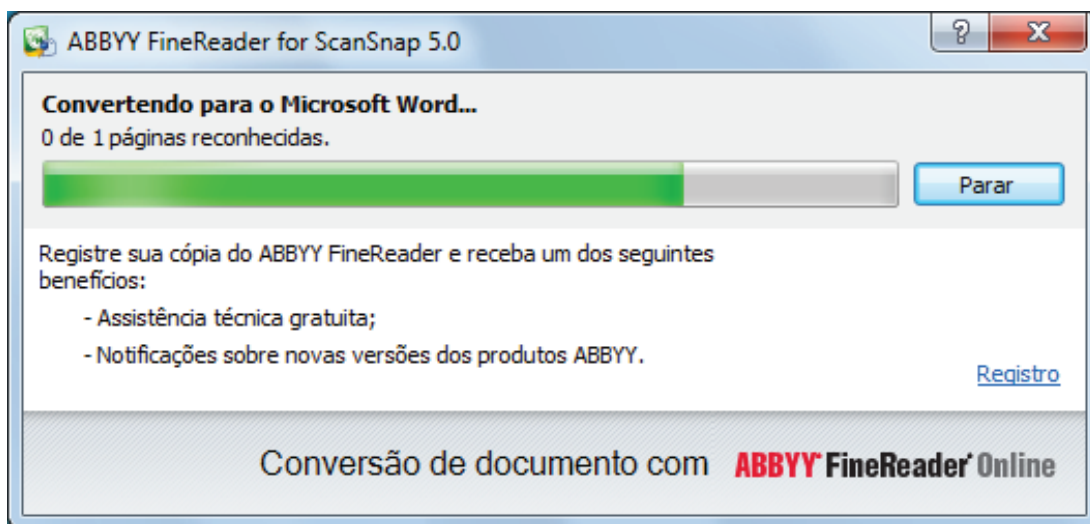 ABBYY FineReader for ScanSnap 5.0
Convertendo para o Microsoft Word...
0 de 1 páginas reconhecidas.
Parar
Registre sua cópia do ABBYY FineReader e receba um dos seguintes
benefícios:
- Assistência técnica gratuita;
- Notificações sobre novas versões dos produtos ABBYY.
Registro
Conversão de documento com ABBYY FineReader Online